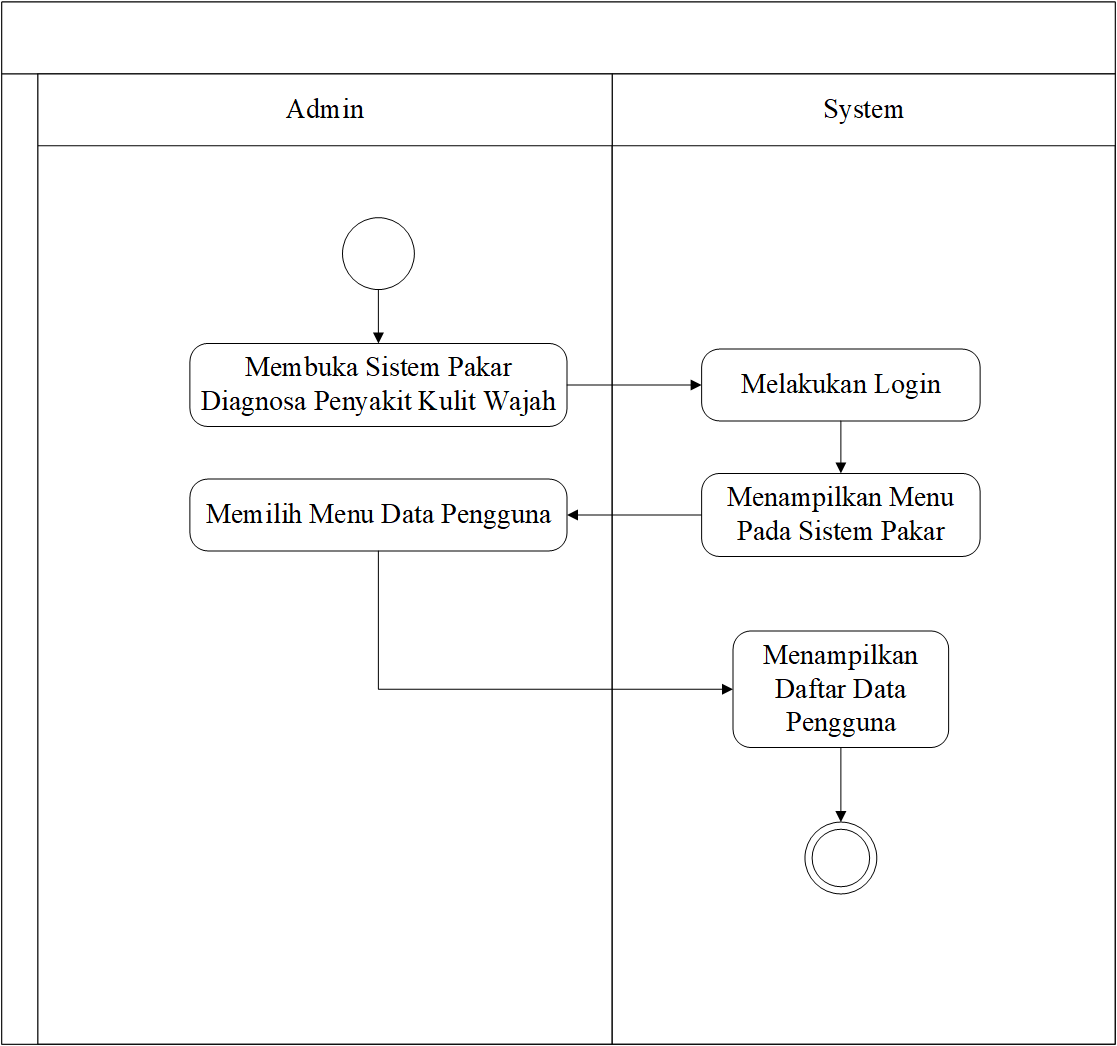 Admin
System
Membuka Sistem Pakar
Diagnosa Penyakit Kulit Wajah
Melakukan Login
Menampilkan Menu
Pada Sistem Pakar
Memilih Menu Data Pengguna
Menampilkan
Daftar Data
Pengguna